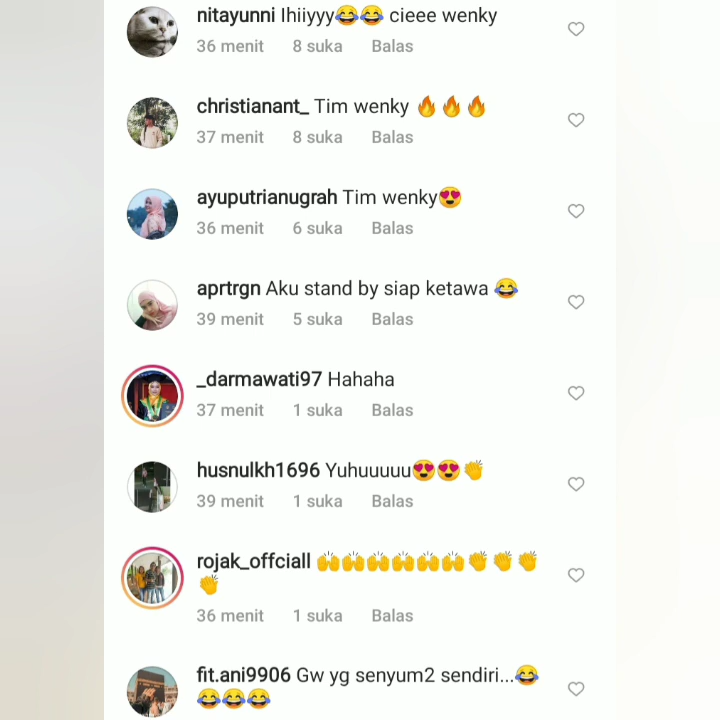 nitayunni Ihiiyyy😂😂 cieee wenky
36 menit 8 suka Balas
christianant_ Tim wenky 🔥🔥🔥
37 menit 8 suka Balas
ayuputrianugrah Tim wenky😍
36 menit 6 suka Balas
aprtrgn Aku stand by siap ketawa 😂
39 menit 5 suka Balas
_darmawati97 Hahaha
37 menit 1 suka Balas
husnulkh1696 Yuhuuuuu😍😍👏
39 menit 1 suka Balas
rojak_offciall 🙌🙌🙌🙌🙌🙌👏👏👏
👏
36 menit 1 suka Balas
fit.ani9906 Gw yg senyum2 sendiri...😂
😂😂😂